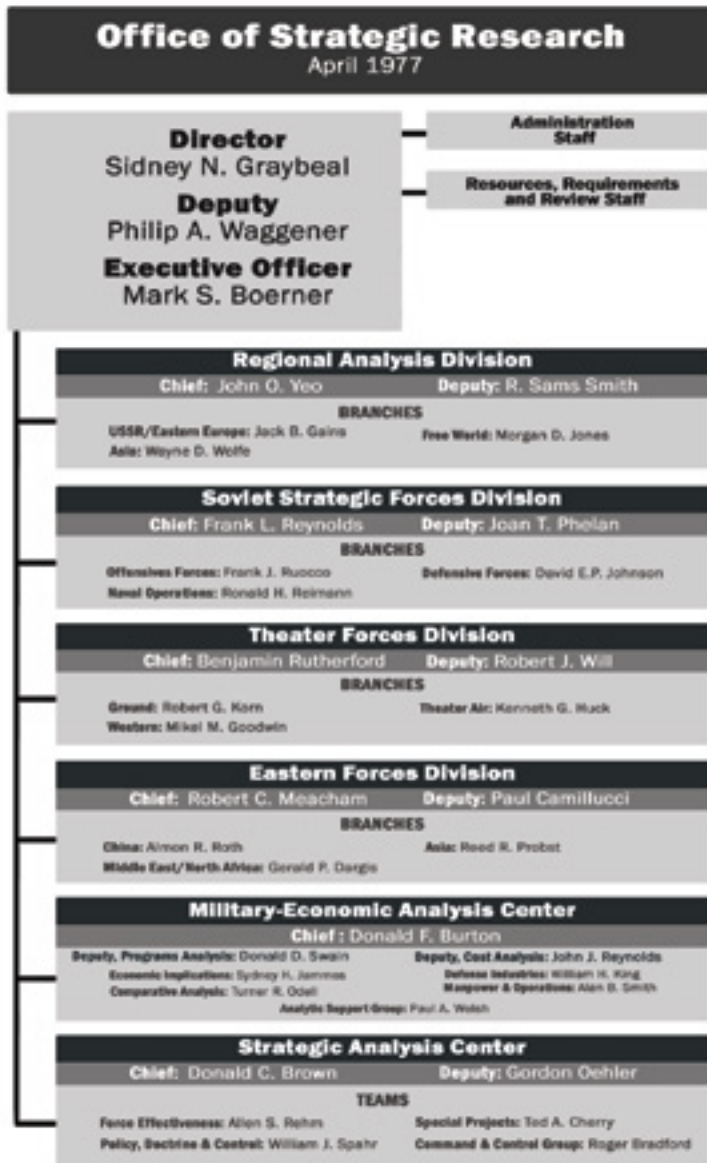 Office of Strategic Research
April 1977
Director
Sidney N. Graybeal
Deputy
Philip A. Waggener
Executive Officer
Mark S. Boerner
Administration
Staff
Resources, Requirements
and Review Staff
Regional Analysis Division
Chief: John O. Yeo Deputy: R. Sams Smith
BRANCHES
USSR/Eastern Europe: Jack B. Gains Free World: Morgan D. Jones
Asia: Wayne D. Wolfe
Soviet Strategic Forces Division
Chief: Frank L. Reynolds Deputy: Joan T. Phelan
BRANCHES
Offensives Forces: Frank J. Ruocco Defensive Forces: David E.P. Johnson
Naval Operations: Ronald H. Reimann
Theater Forces Division
Chief: Benjamin Rutherford Deputy: Robert J. Will
BRANCHES
Ground: Robert G. Korn Theater Air: Kenneth G. Huck
Western: Mikel M. Goodwin
Eastern Forces Division
Chief: Robert C. Meacham Deputy: Paul Camillucci
BRANCHES
China: Almon R. Roth Asia: Reed R. Probst
Middle East/North Africa: Gerald P. Dargis
Military-Economic Analysis Center
Chief : Donald F. Burton
Deputy, Programs Analysis: Donald D. Swain Deputy, Cost Analysis: John J. Reynolds
Economic Implications: Sydney H. Jammes Defense Industries: William H. King
Comparative Analysis: Turner R. Odell Manpower & Operations: Alan B. Smith
Analytic Support Group: Paul A. Welsh
Strategic Analysis Center
Chief: Donald C. Brown Deputy: Gordon Oehler
TEAMS
Force Effectiveness: Allen S. Rehm Special Projects: Ted A. Cherry
Policy, Doctrine & Control: William J. Spahr Command & Control Group: Roger Bradford